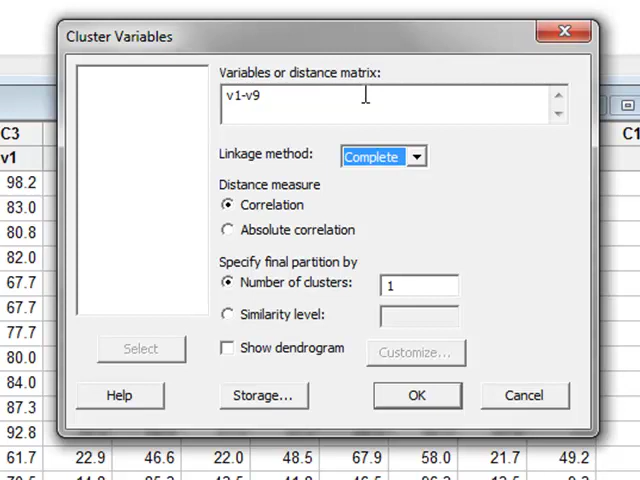 Cluster Variables
Variables or distance matrix:
v1-v9
C3
C1
v1
Linkage method:
Complete
98.2
Distance measure
83.0
Correlation
80.8
Absolute correlation
82.0
Specify final partition by
67.7
Number of clusters:
1
67.7
Similarity level:
77.7
Select
Show dendrogram
Customize...
80.0
84.0
Help
Storage...
OK
Cancel
87.3
92.8
61.7 22.9 46.6 22.0 48.5 67.9 58.0 21.7 49.2